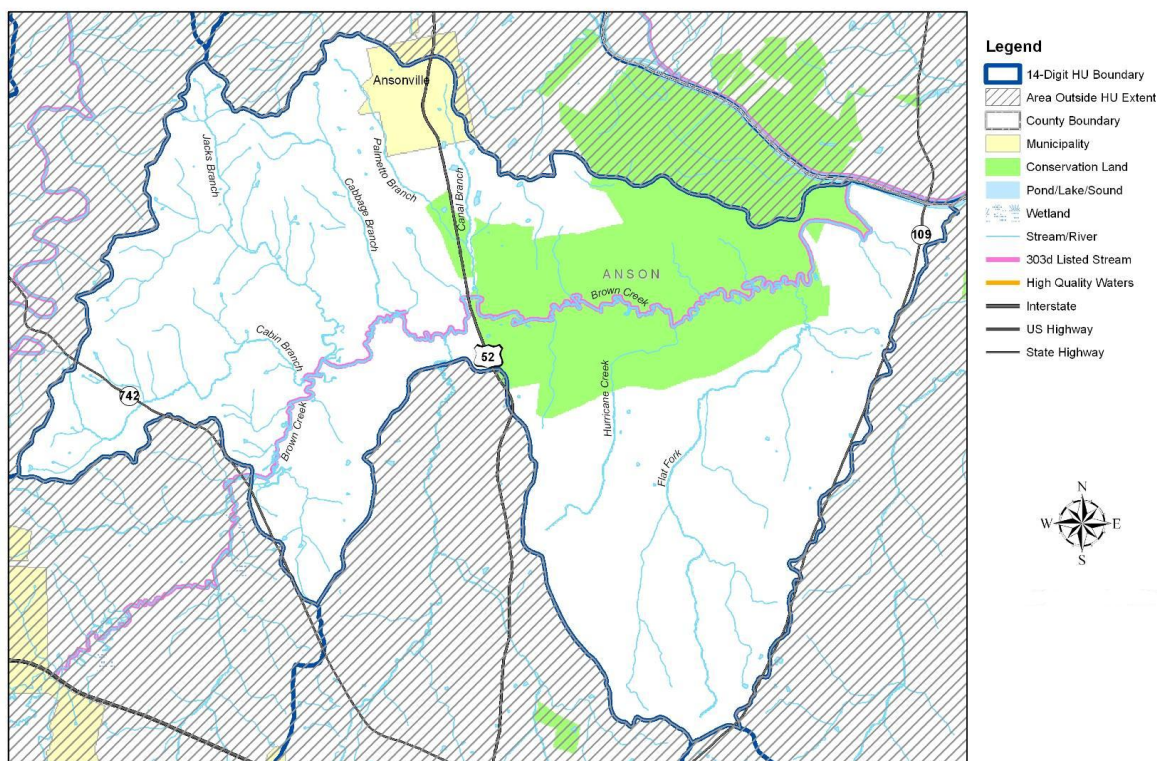 Ansonville
Jacks Branch
Palmetto Branch
Cabbage Branch
Canal Branch
109
ANSON
Brown Creek
Cabin Branch
52
742
Brown Creek
Hurricane Creek
Flat Fork
Legend
14-Digit HU Boundary
Area Outside HU Extent
County Boundary
Municipality
Conservation Land
Pond/Lake/Sound
Wetland
Stream/River
303d Listed Stream
High Quality Waters
Interstate
US Highway
State Highway
N
W E
S